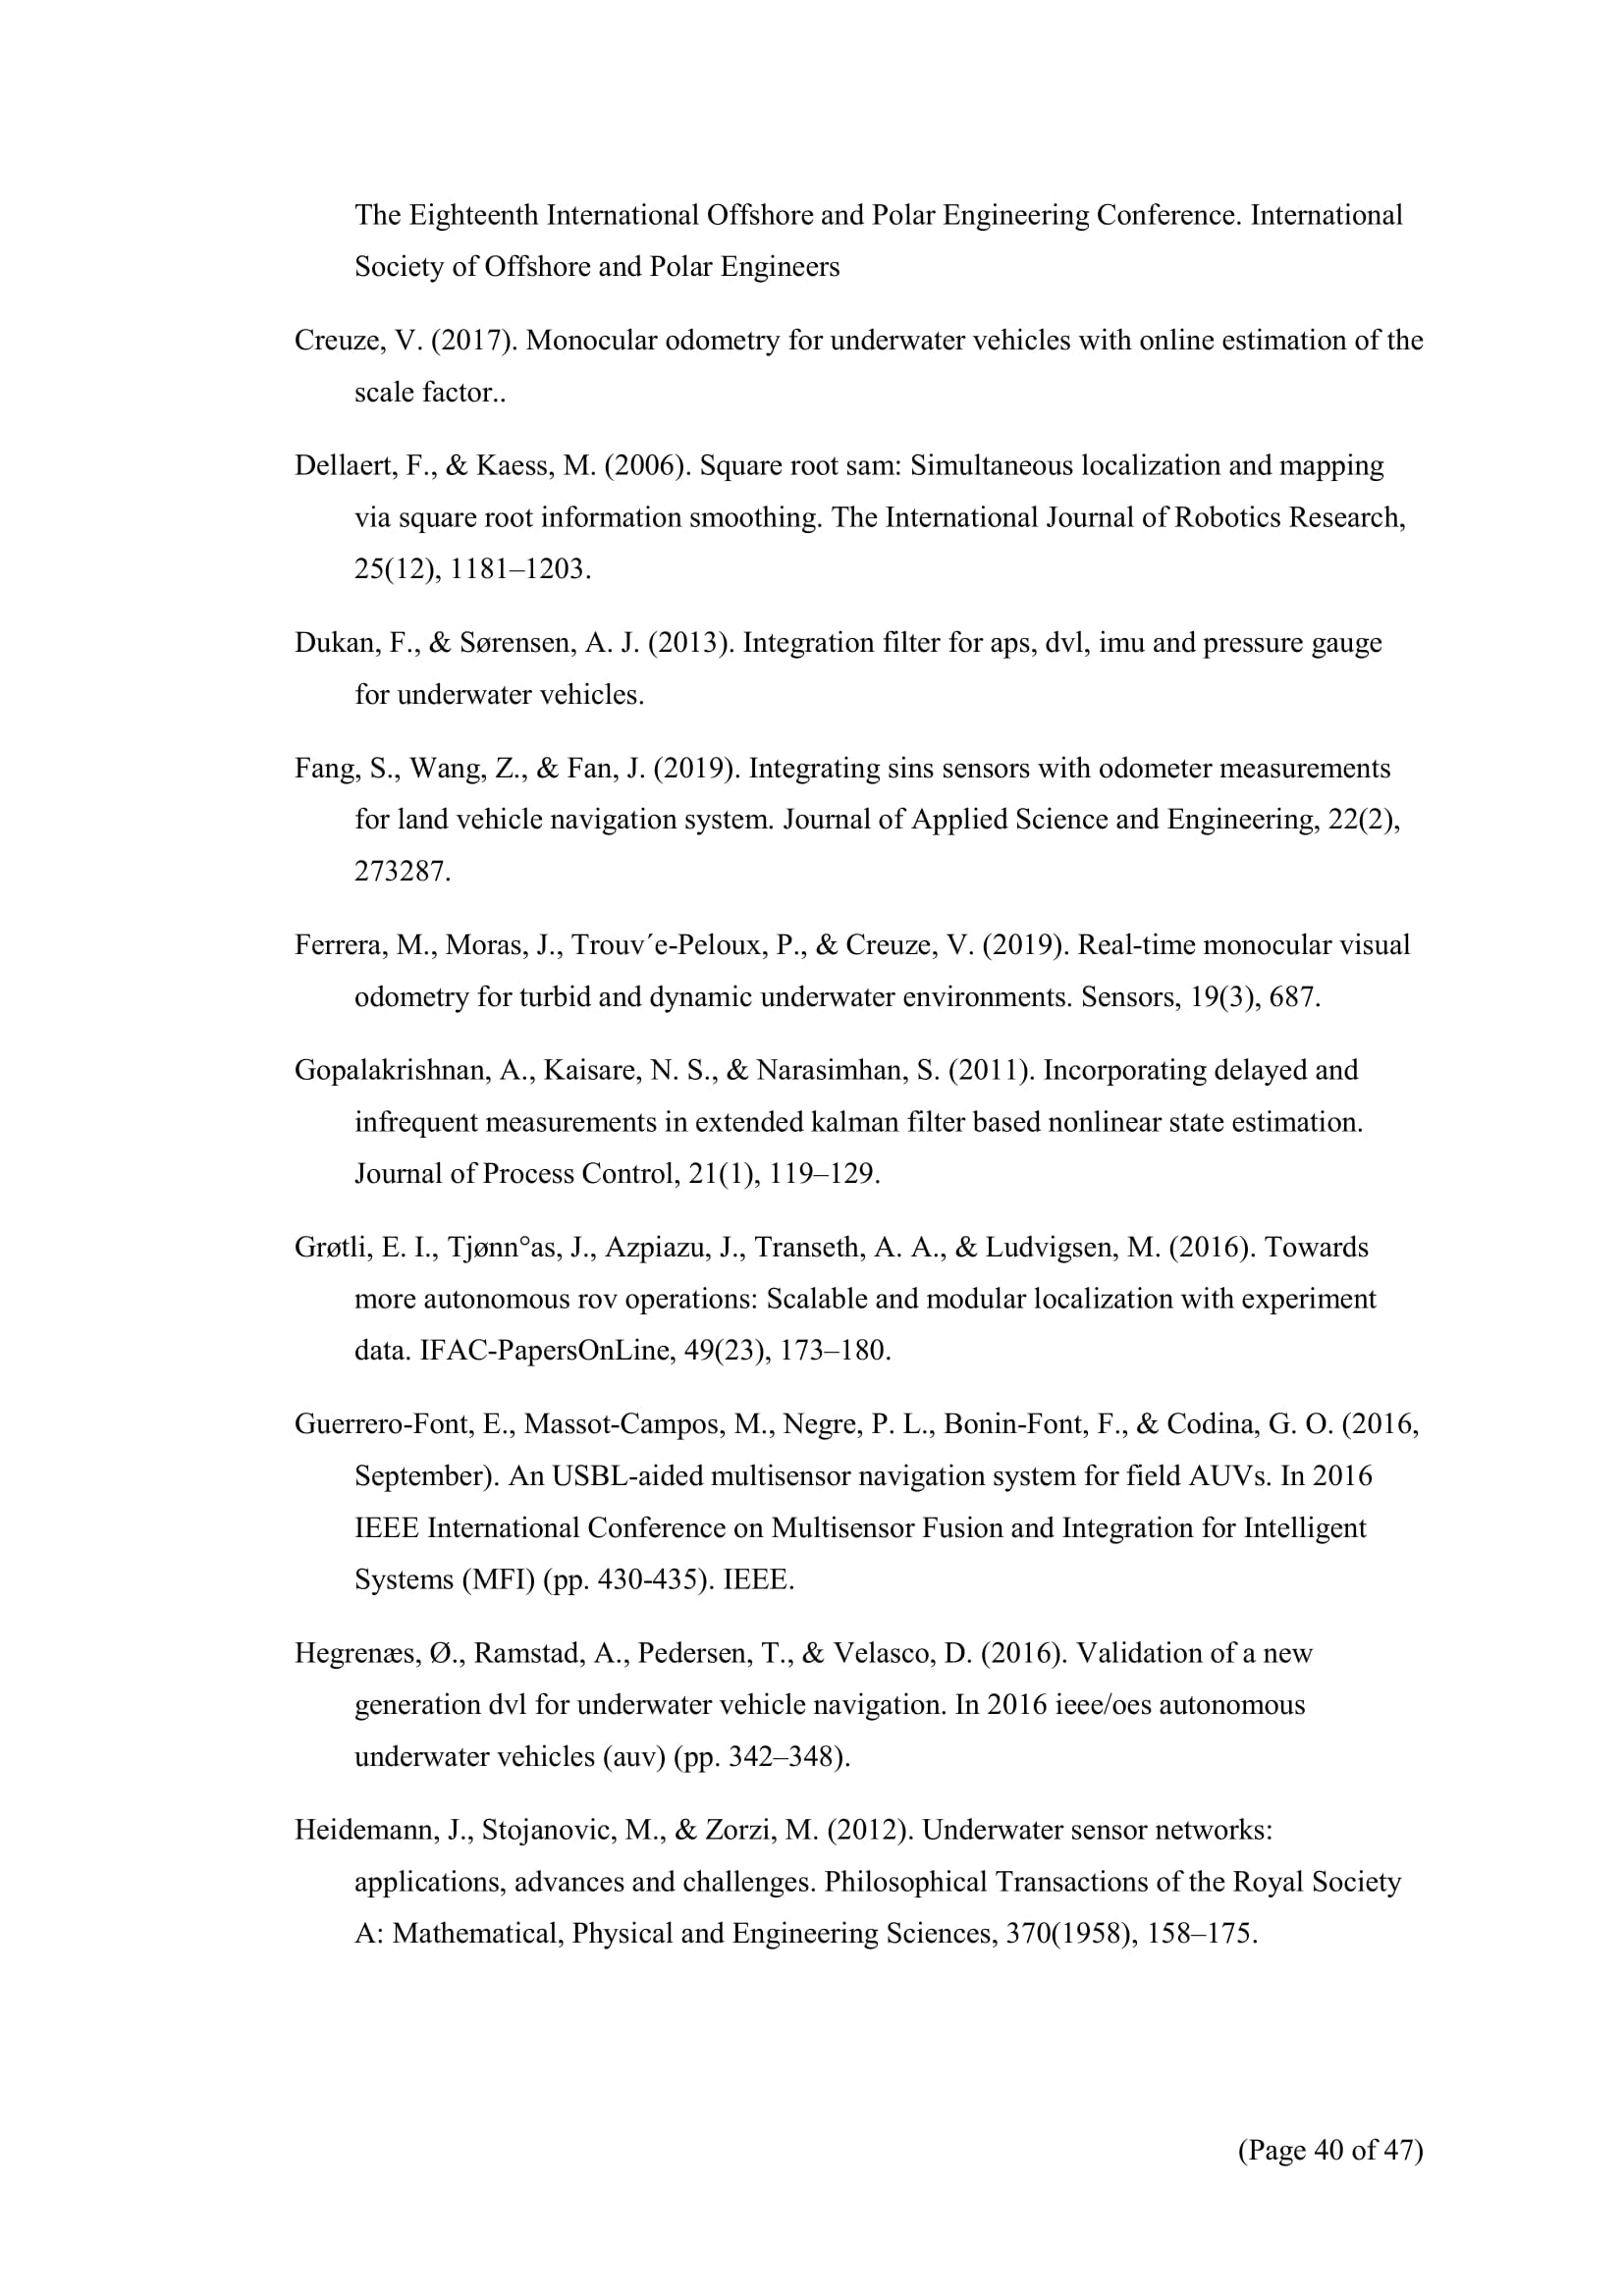 The Eighteenth International Offshore and Polar Engineering Conference. International
Society of Offshore and Polar Engineers
Creuze, V. (2017). Monocular odometry for underwater vehicles with online estimation of the
scale factor..
Dellaert, F., & Kaess, M. (2006). Square root sam: Simultaneous localization and mapping
via square root information smoothing. The International Journal of Robotics Research,
25(12), 1181–1203.
Dukan, F., & Sørensen, A. J. (2013). Integration filter for aps, dvl, imu and pressure gauge
for underwater vehicles.
Fang, S., Wang, Z., & Fan, J. (2019). Integrating sins sensors with odometer measurements
for land vehicle navigation system. Journal of Applied Science and Engineering, 22(2),
273287.
Ferrera, M., Moras, J., Trouv´e-Peloux, P., & Creuze, V. (2019). Real-time monocular visual
odometry for turbid and dynamic underwater environments. Sensors, 19(3), 687.
Gopalakrishnan, A., Kaisare, N. S., & Narasimhan, S. (2011). Incorporating delayed and
infrequent measurements in extended kalman filter based nonlinear state estimation.
Journal of Process Control, 21(1), 119–129.
Grøtli, E. I., Tjønn°as, J., Azpiazu, J., Transeth, A. A., & Ludvigsen, M. (2016). Towards
more autonomous rov operations: Scalable and modular localization with experiment
data. IFAC-PapersOnLine, 49(23), 173–180.
Guerrero-Font, E., Massot-Campos, M., Negre, P. L., Bonin-Font, F., & Codina, G. O. (2016,
September). An USBL-aided multisensor navigation system for field AUVs. In 2016
IEEE International Conference on Multisensor Fusion and Integration for Intelligent
Systems (MFI) (pp. 430-435). IEEE.
Hegrenæs, Ø., Ramstad, A., Pedersen, T., & Velasco, D. (2016). Validation of a new
generation dvl for underwater vehicle navigation. In 2016 ieee/oes autonomous
underwater vehicles (auv) (pp. 342–348).
Heidemann, J., Stojanovic, M., & Zorzi, M. (2012). Underwater sensor networks:
applications, advances and challenges. Philosophical Transactions of the Royal Society
A: Mathematical, Physical and Engineering Sciences, 370(1958), 158–175.
(Page 40 of 47)